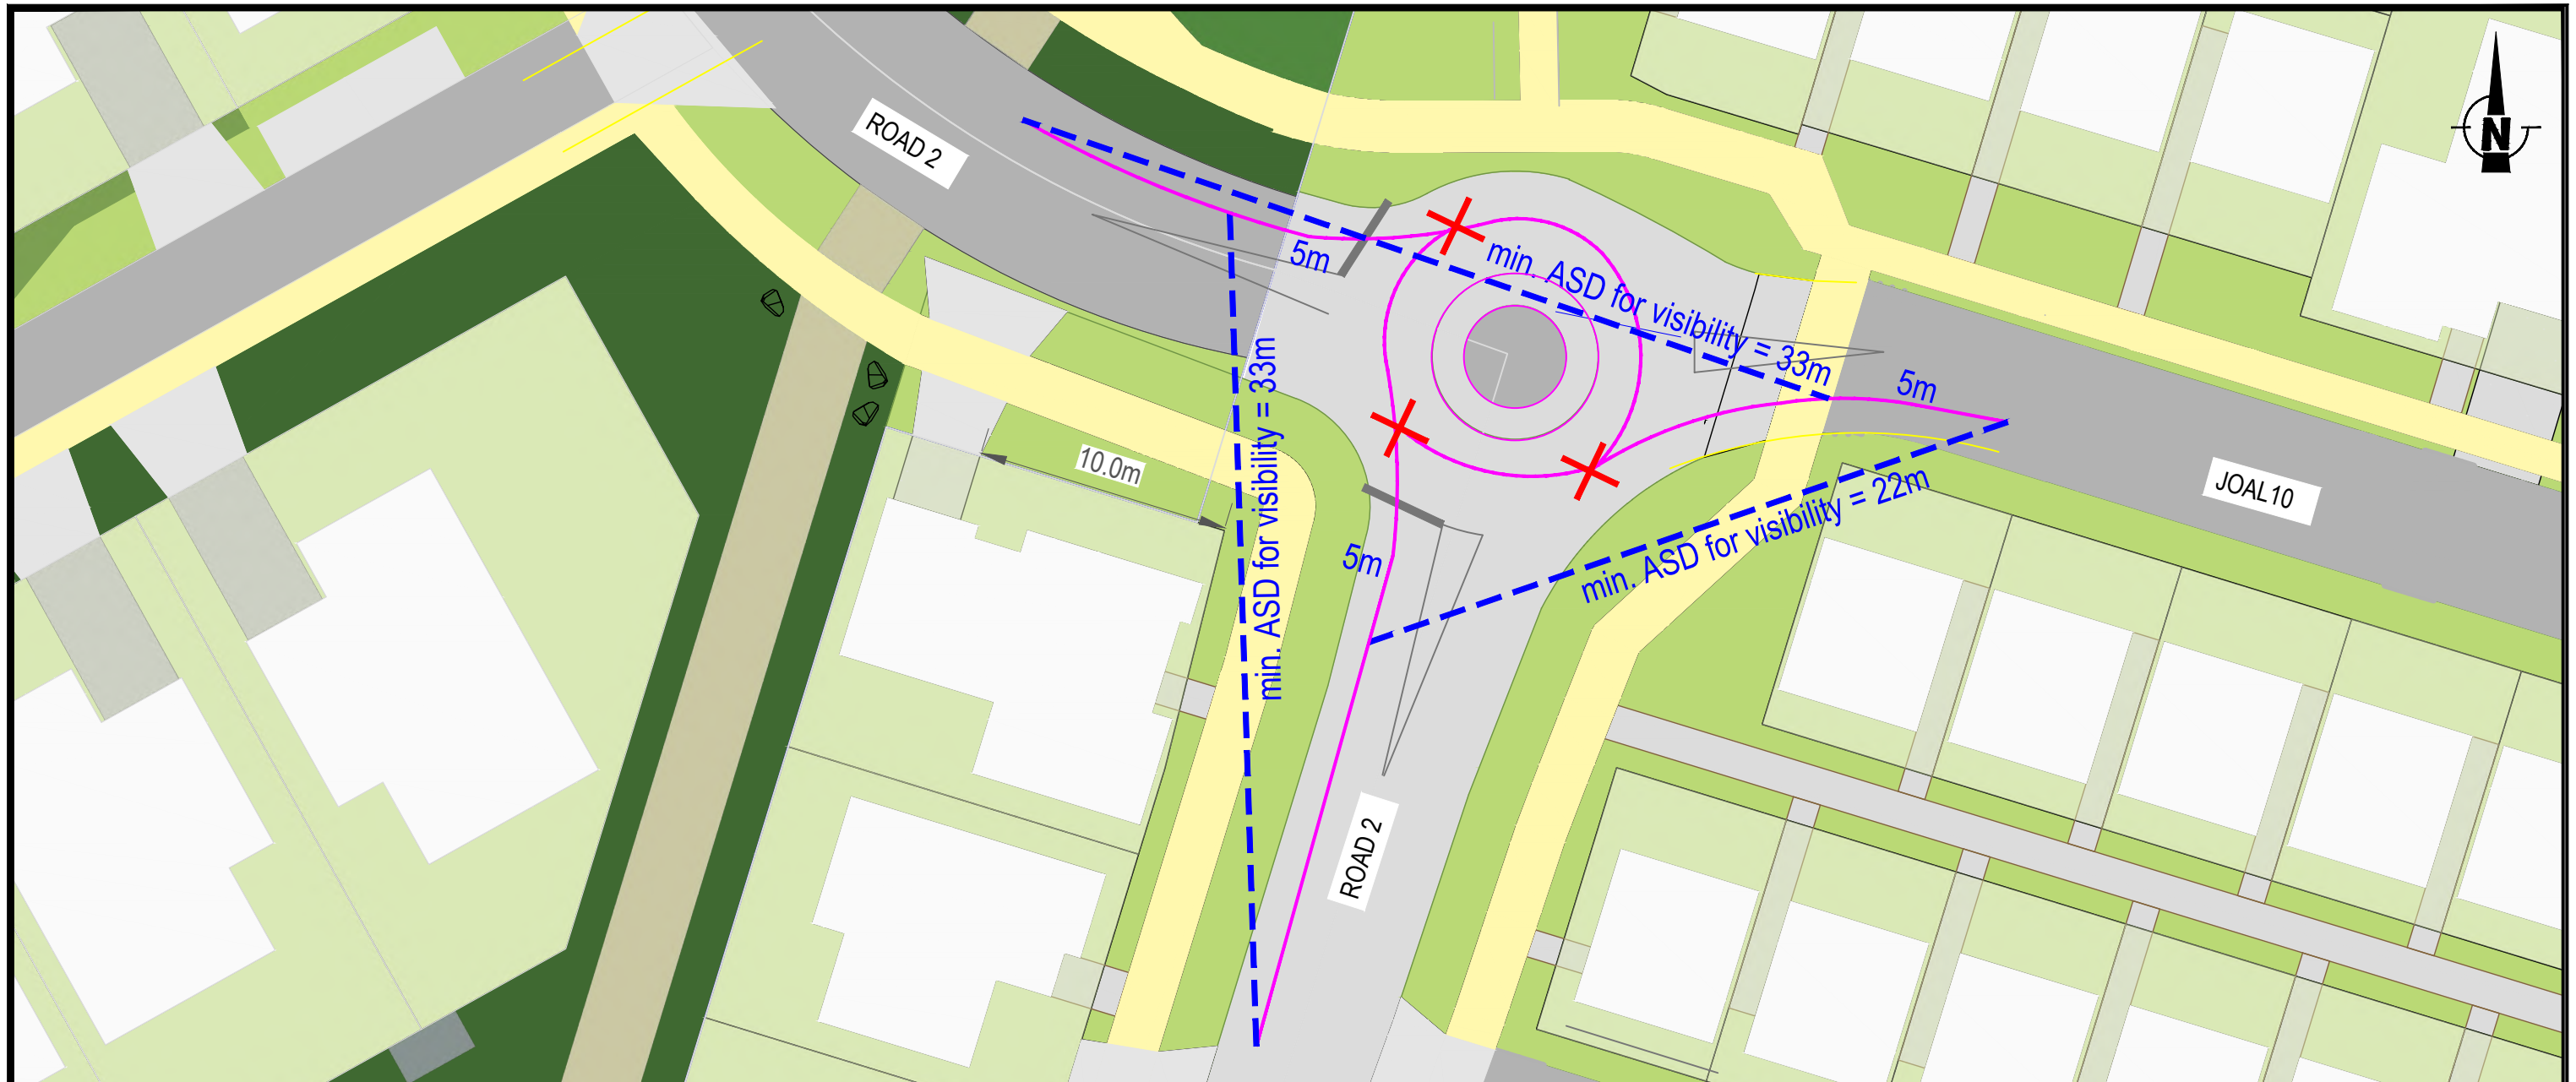 ROAD 2
N
5m
min. ASD for visibility = 33m
5m
10.0m
min. ASD for visibility = 33m
JOAL10
min. ASD for visibility = 22m
5m
ROAD 2